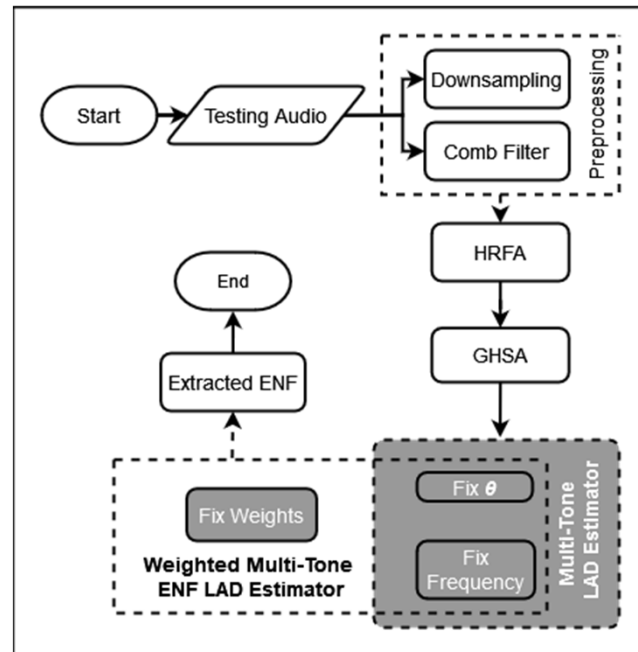 Start
Testing Audio
Downsampling
Comb Filter
Preprocessing
HRFA
GHSA
End
Extracted ENF
Fix θ
Fix
Frequency
Multi-Tone
LAD Estimator
Fix Weights
Weighted Multi-Tone
ENF LAD Estimator